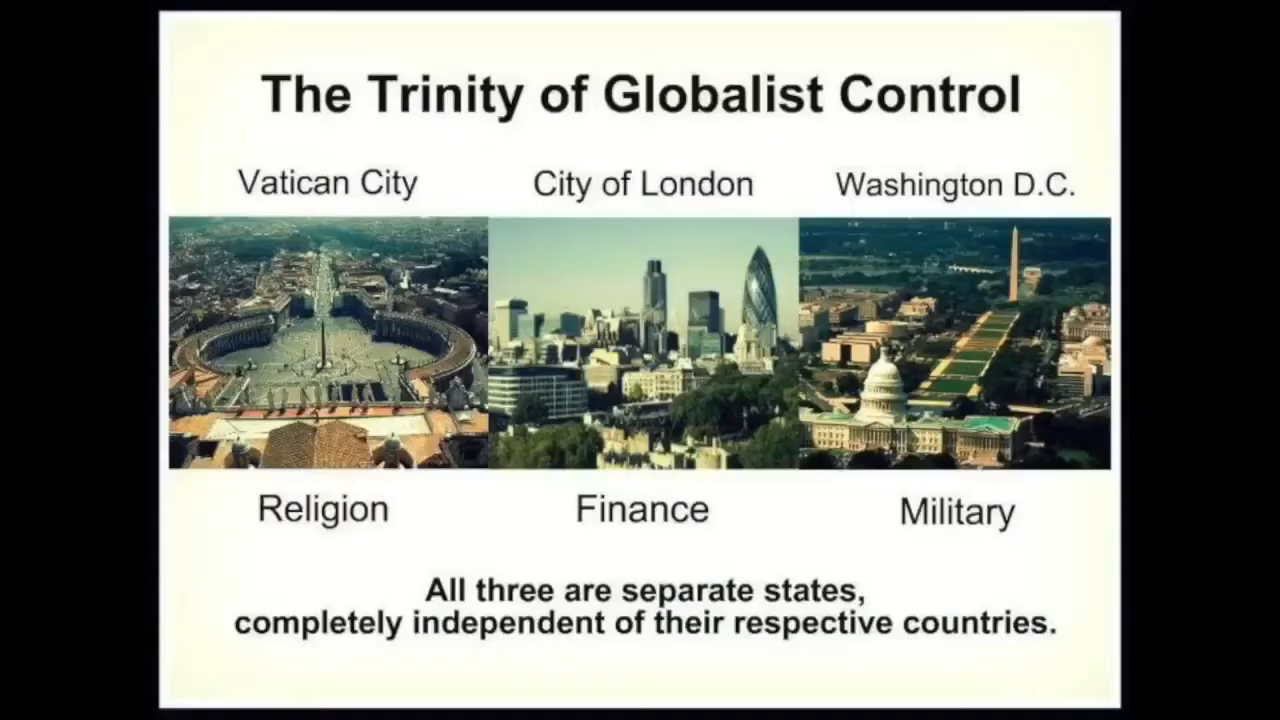 The Trinity of Globalist Control
Vatican City
City of London
Washington D.C.
Religion
Finance
Military
All three are separate states,
completely independent of their respective countries.